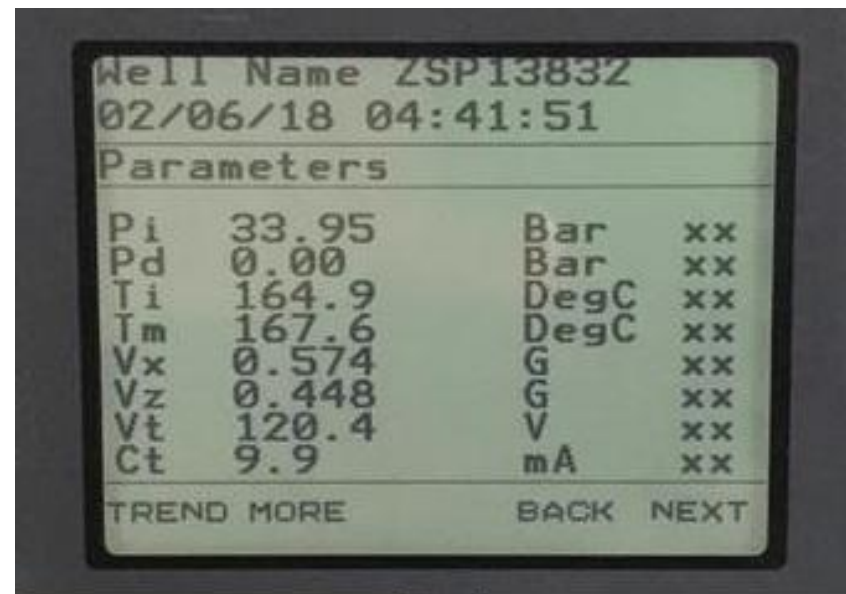 Well Name ZSP13832
02/06/18 04:41:51
Parameters
Pi 33.95 Bar xx
Pd 0.00 Bar xx
Ti 164.9 DegC xx
Tm 167.6 DegC xx
Vx 0.574 G xx
Vz 0.448 G xx
Vt 120.4 V xx
Ct 9.9 mA xx
TREND MORE BACK NEXT